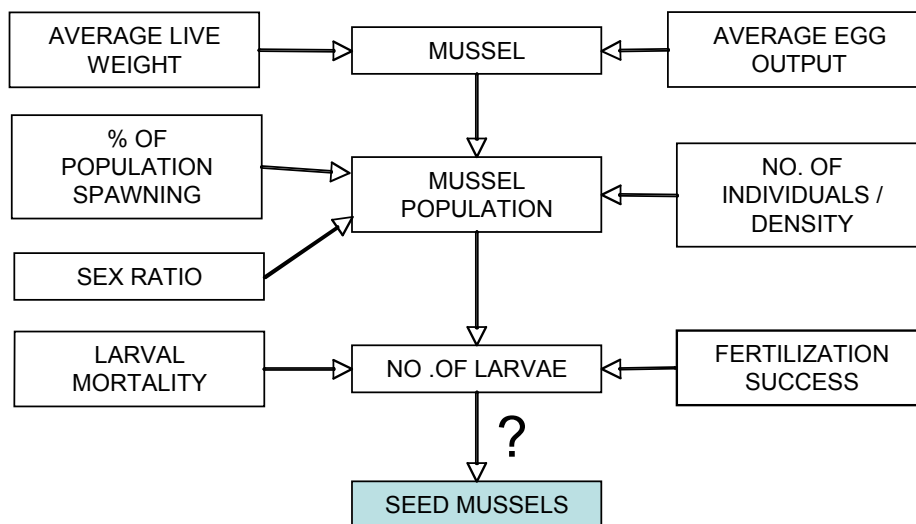 AVERAGE LIVE
WEIGHT
MUSSEL
AVERAGE EGG
OUTPUT
% OF
POPULATION
SPAWNING
MUSSEL
POPULATION
NO. OF
INDIVIDUALS /
DENSITY
SEX RATIO
LARVAL
MORTALITY
NO .OF LARVAE
FERTILIZATION
SUCCESS
?
SEED MUSSELS